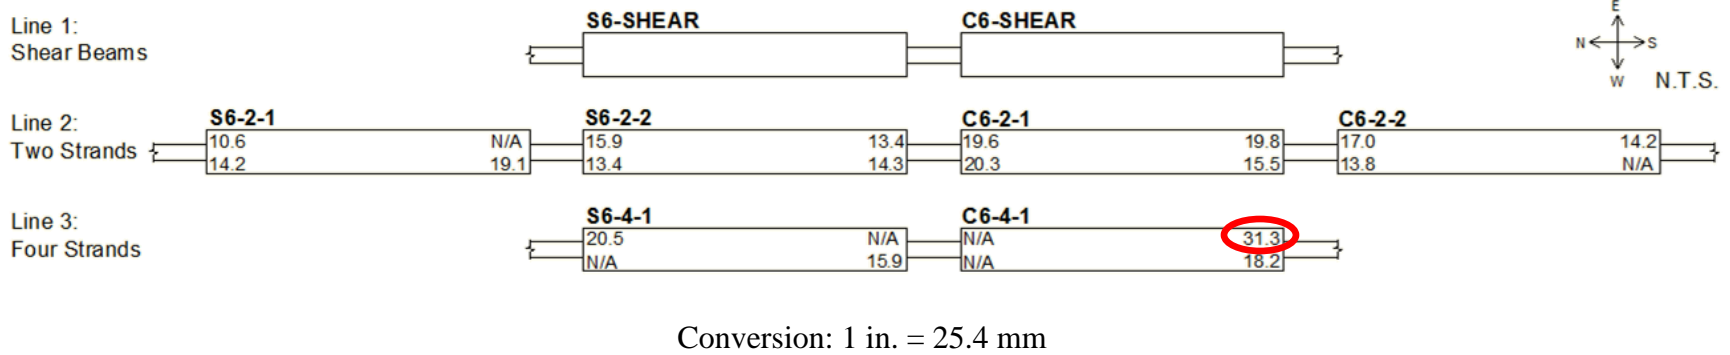 Line 1:
Shear Beams
S6-SHEAR
C6-SHEAR
E
N
S
W
N.T.S.
Line 2:
Two Strands
S6-2-1
10.6 N/A
14.2 19.1
S6-2-2
15.9 13.4
13.4 14.3
C6-2-1
19.6 19.8
20.3 15.5
C6-2-2
17.0 14.2
13.8 N/A
Line 3:
Four Strands
S6-4-1
20.5 N/A
N/A 15.9
C6-4-1
N/A 31.3
N/A 18.2
Conversion: 1 in. = 25.4 mm